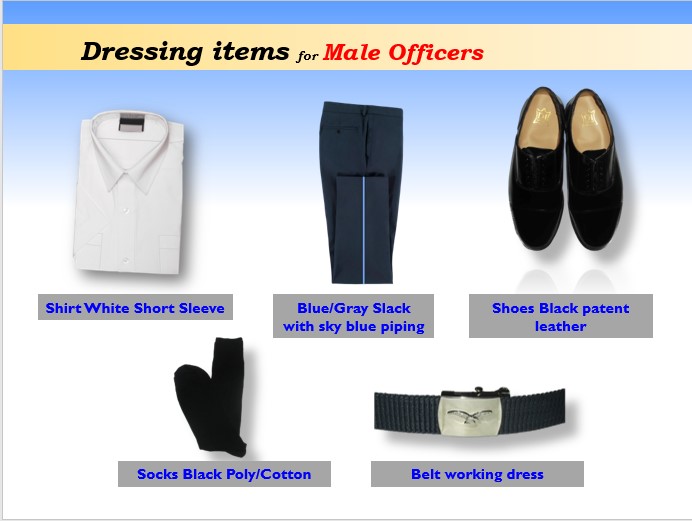 Dressing items for Male Officers
Shirt White Short Sleeve
Blue/Gray Slack
with sky blue piping
Shoes Black patent
leather
Socks Black Poly/Cotton
Belt working dress